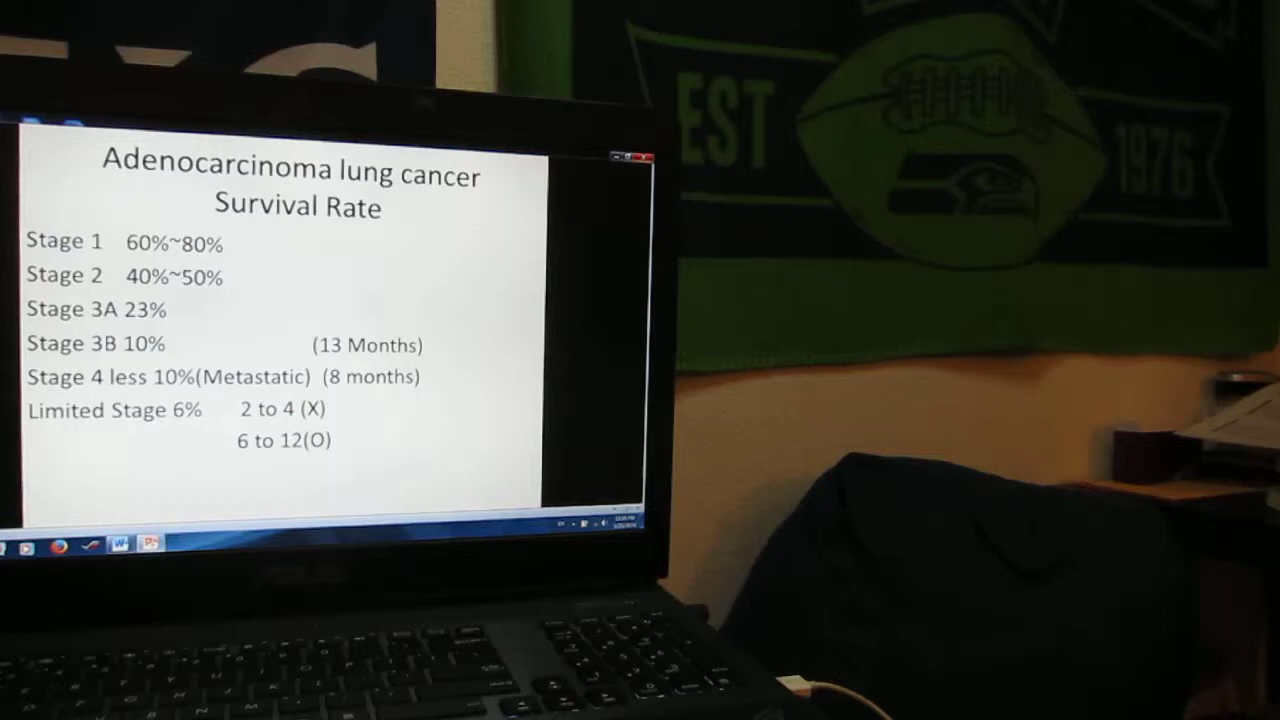 Adenocarcinoma lung cancer
Survival Rate
Stage 1 60%~80%
Stage 2 40%~50%
Stage 3A 23%
Stage 3B 10% (13 Months)
Stage 4 less 10%(Metastatic) (8 months)
Limited Stage 6% 2 to 4 (X)
6 to 12(O)
EST
1976